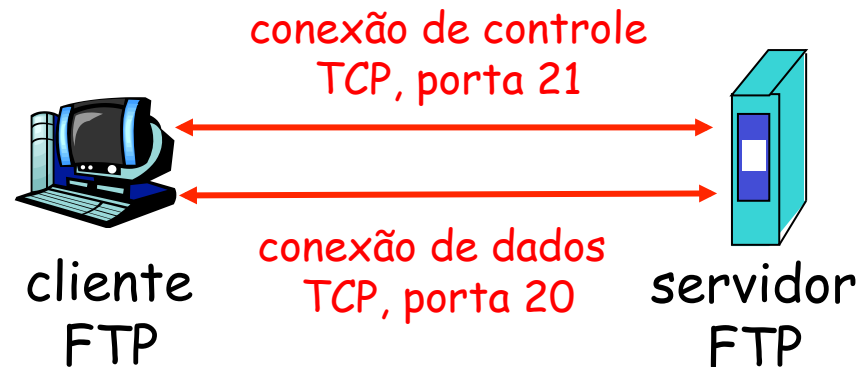 conexão de controle
TCP, porta 21
conexão de dados
TCP, porta 20
cliente
FTP
servidor
FTP